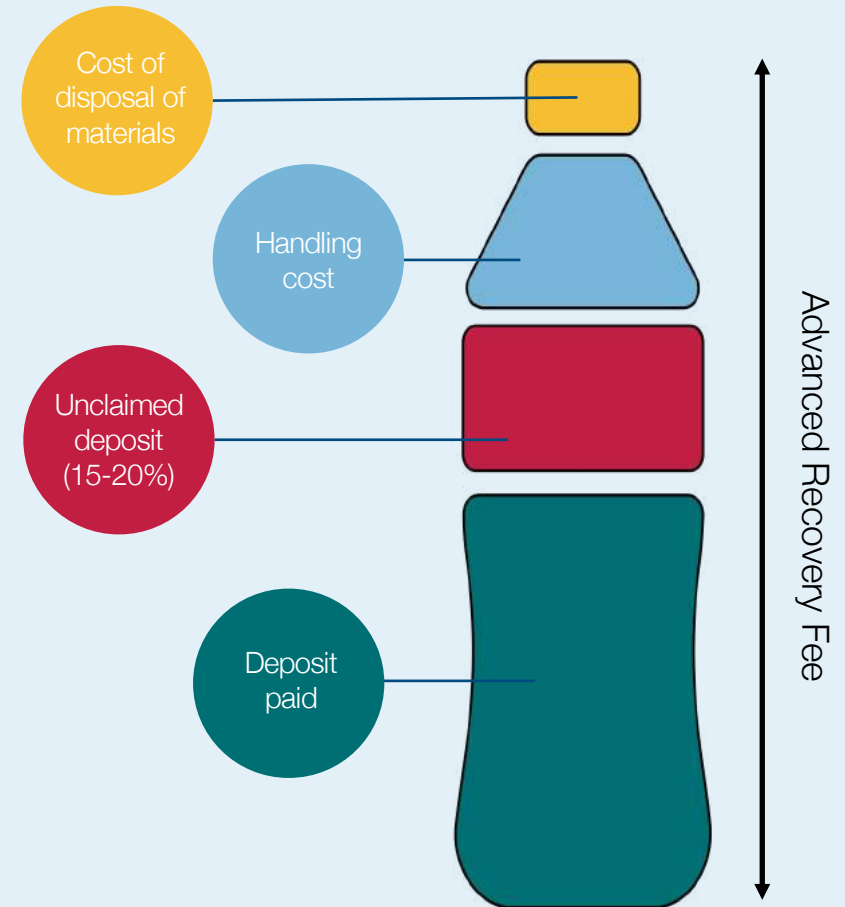 Cost of
disposal of
materials
Handling
cost
Unclaimed
deposit
(15-20%)
Deposit
paid
Advanced Recovery Fee